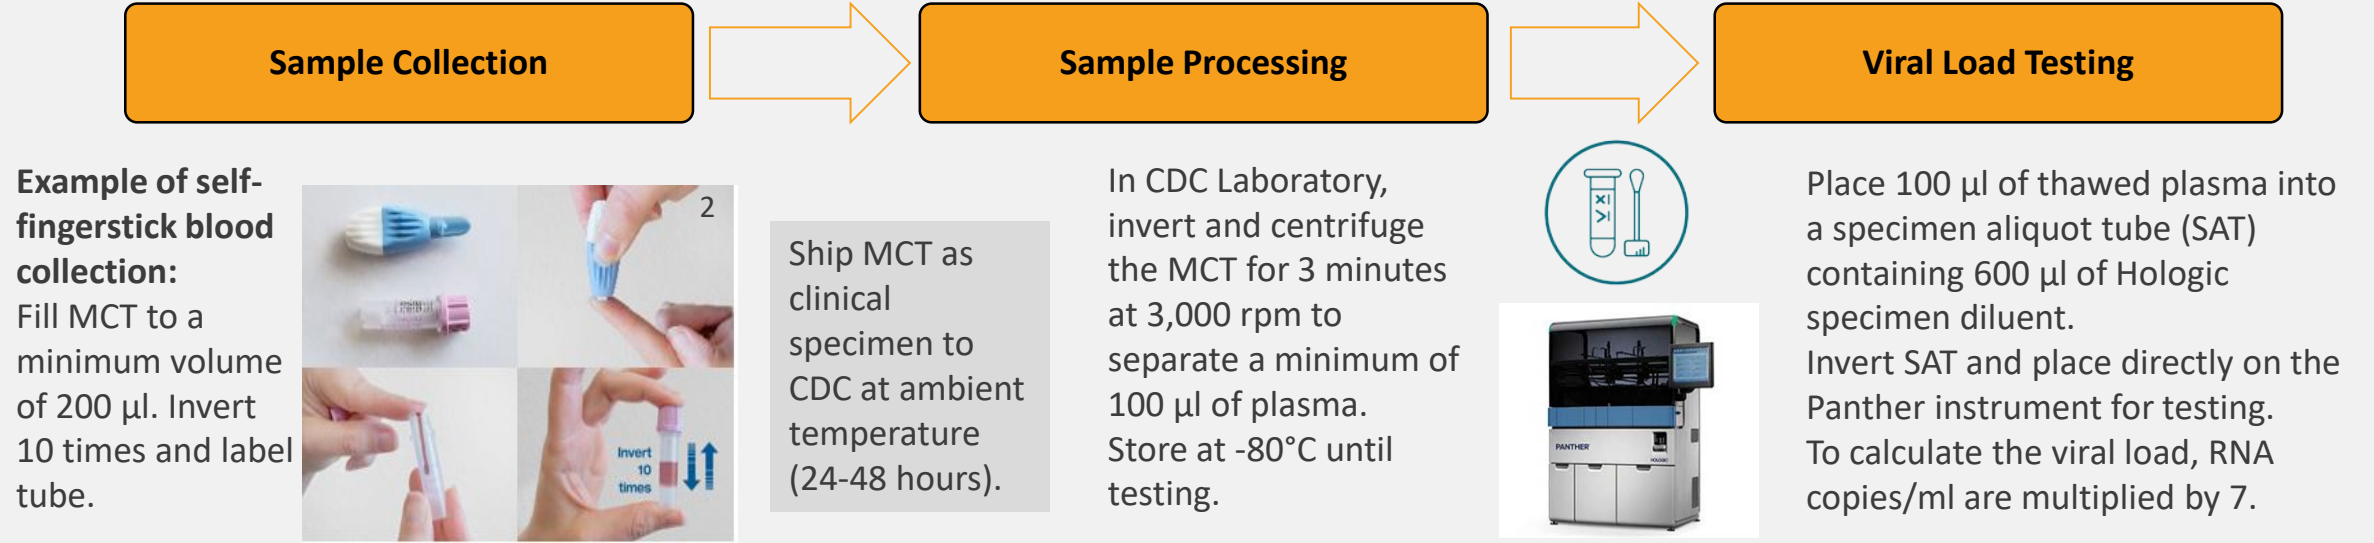 Sample Collection
Sample Processing
Viral Load Testing
Example of self-
fingerstick blood
collection:
Fill MCT to a
minimum volume
of 200 µl. Invert
10 times and label
tube.
2
Invert
10
times
Ship MCT as
clinical
specimen to
CDC at ambient
temperature
(24-48 hours).
In CDC Laboratory,
invert and centrifuge
the MCT for 3 minutes
at 3,000 rpm to
separate a minimum of
100 µl of plasma.
Store at -80°C until
testing.
PANTHER
HOLOGIC
Place 100 µl of thawed plasma into
a specimen aliquot tube (SAT)
containing 600 µl of Hologic
specimen diluent.
Invert SAT and place directly on the
Panther instrument for testing.
To calculate the viral load, RNA
copies/ml are multiplied by 7.